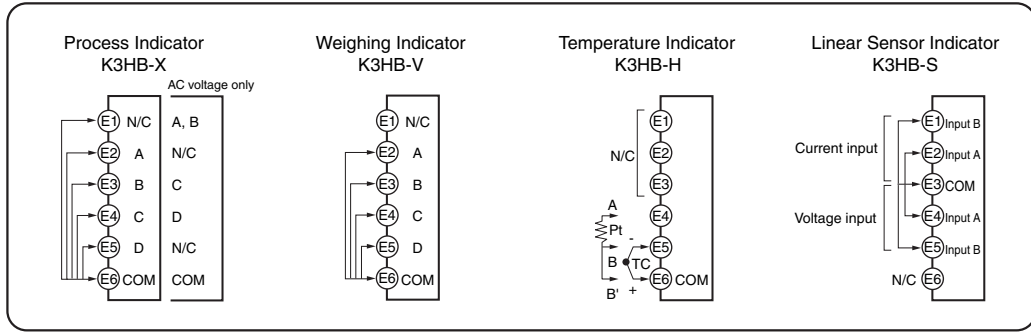 Process Indicator
K3HB-X
AC voltage only
E1 N/C A, B
E2 A N/C
E3 B C
E4 C D
E5 D N/C
E6 COM COM
Weighing Indicator
K3HB-V
E1 N/C
E2 A
E3 B
E4 C
E5 D
E6 COM
Temperature Indicator
K3HB-H
E1
N/C E2
E3
A E4
Pt
- E5
B TC
E6 COM
B' +
Linear Sensor Indicator
K3HB-S
E1 Input B
Current input
E2 Input A
E3 COM
Voltage input
E4 Input A
E5 Input B
N/C E6